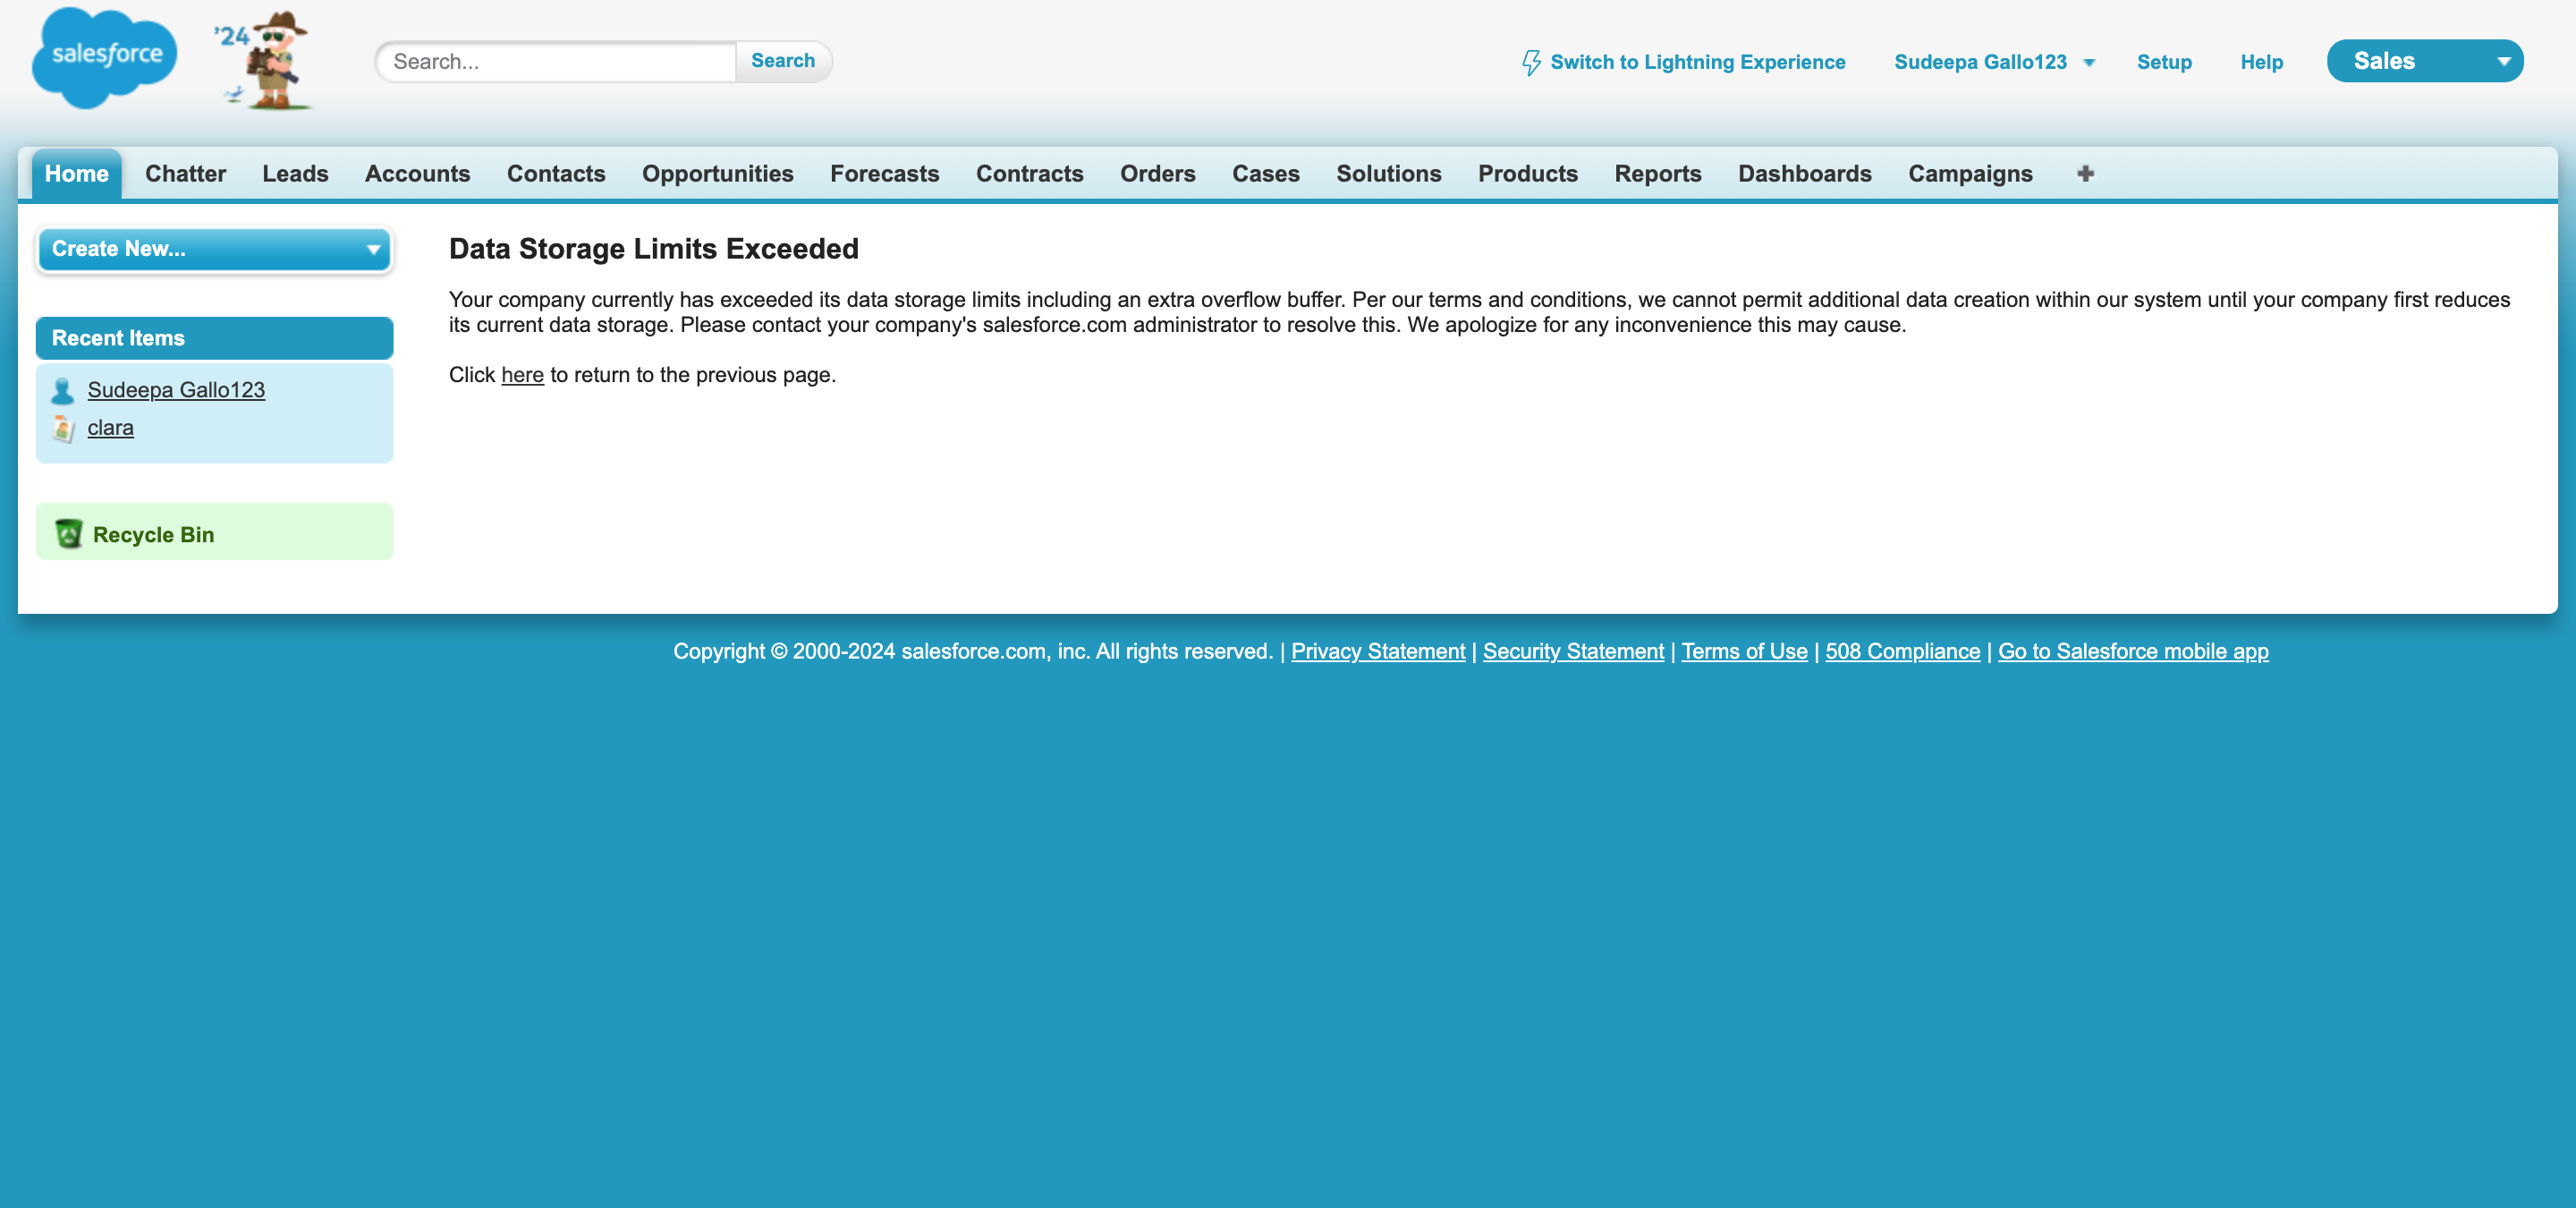 salesforce
'24
Search...
Search
Switch to Lightning Experience
Sudeepa Gallo123
Setup
Help
Sales
Home Chatter Leads Accounts Contacts Opportunities Forecasts Contracts Orders Cases Solutions Products Reports Dashboards Campaigns +
Create New...
Recent Items
Sudeepa Gallo123
clara
Recycle Bin
Data Storage Limits Exceeded
Your company currently has exceeded its data storage limits including an extra overflow buffer. Per our terms and conditions, we cannot permit additional data creation within our system until your company first reduces
its current data storage. Please contact your company's salesforce.com administrator to resolve this. We apologize for any inconvenience this may cause.
Click here to return to the previous page.
Copyright © 2000-2024 salesforce.com, inc. All rights reserved. | Privacy Statement | Security Statement | Terms of Use | 508 Compliance | Go to Salesforce mobile app